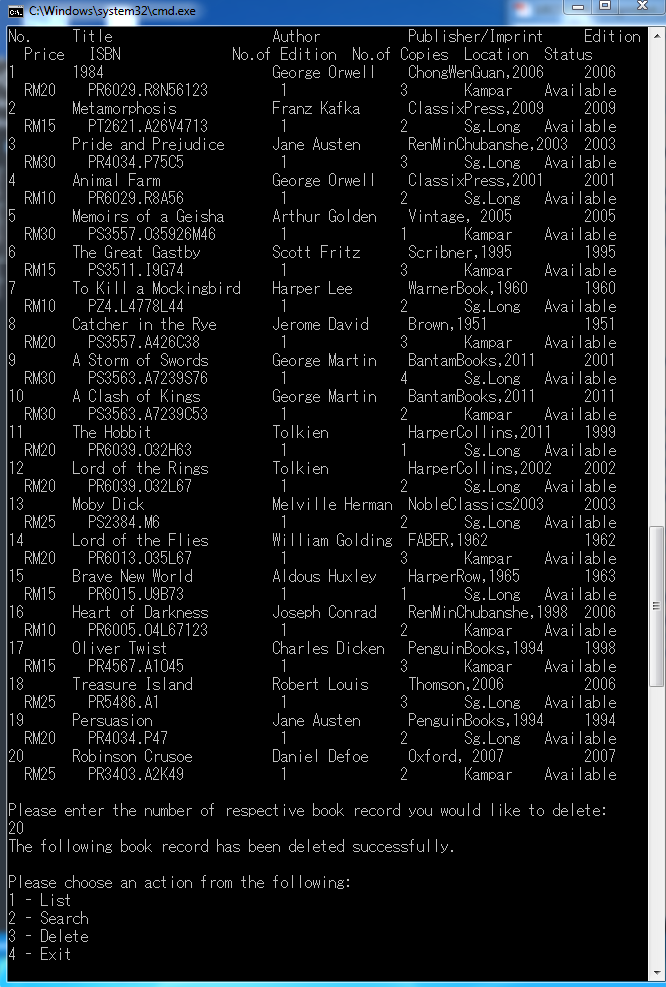 C:\Windows\system32\cmd.exe
No. Title Author Publisher/Imprint Edition
Price ISBN No.of Edition No.of Copies Location Status
1 1984 George Orwell ChongWenGuan,2006 2006
RM20 PR6029.R8N56123 1 3 Kampar Available
2 Metamorphosis Franz Kafka ClassixPress,2009 2009
RM15 PT2621.A26V4713 1 2 Sg.Long Available
3 Pride and Prejudice Jane Austen RenMinChubanshe,2003 2003
RM30 PR4034.P75C5 1 3 Sg.Long Available
4 Animal Farm George Orwell ClassixPress,2001 2001
RM10 PR6029.R8A56 1 2 Sg.Long Available
5 Memoirs of a Geisha Arthur Golden Vintage, 2005 2005
RM30 PS3557.O35926M46 1 1 Kampar Available
6 The Great Gastby Scott Fritz Scribner,1995 1995
RM15 PS3511.I9G74 1 3 Kampar Available
7 To Kill a Mockingbird Harper Lee WarnerBook,1960 1960
RM10 PZ4.L4778L44 1 2 Sg.Long Available
8 Catcher in the Rye Jerome David Brown,1951 1951
RM20 PS3557.A426C38 1 3 Kampar Available
9 A Storm of Swords George Martin BantamBooks,2011 2001
RM30 PS3563.A7239S76 1 4 Sg.Long Available
10 A Clash of Kings George Martin BantamBooks,2011 2011
RM30 PS3563.A7239C53 1 2 Kampar Available
11 The Hobbit Tolkien HarperCollins,2011 1999
RM20 PR6039.O32H63 1 1 Sg.Long Available
12 Lord of the Rings Tolkien HarperCollins,2002 2002
RM20 PR6039.O32L67 1 2 Sg.Long Available
13 Moby Dick Melville Herman NobleClassics2003 2003
RM25 PS2384.M6 1 2 Sg.Long Available
14 Lord of the Flies William Golding FABER,1962 1962
RM20 PR6013.O35L67 1 3 Kampar Available
15 Brave New World Aldous Huxley HarperRow,1965 1963
RM15 PR6015.U9B73 1 1 Sg.Long Available
16 Heart of Darkness Joseph Conrad RenMinChubanshe,1998 2006
RM10 PR6005.O4L67123 1 2 Kampar Available
17 Oliver Twist Charles Dicken PenguinBooks,1994 1998
RM15 PR4567.A1O45 1 3 Kampar Available
18 Treasure Island Robert Louis Thomson,2006 2006
RM25 PR5486.A1 1 3 Sg.Long Available
19 Persuasion Jane Austen PenguinBooks,1994 1994
RM20 PR4034.P47 1 2 Sg.Long Available
20 Robinson Crusoe Daniel Defoe Oxford, 2007 2007
RM25 PR3403.A2K49 1 2 Kampar Available
Please enter the number of respective book record you would like to delete:
20
The following book record has been deleted successfully.
Please choose an action from the following:
1 - List
2 - Search
3 - Delete
4 - Exit